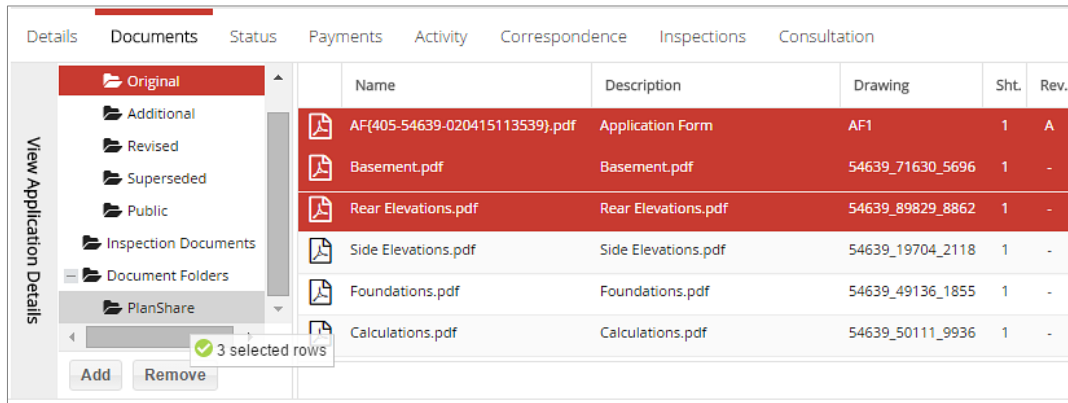 Details Documents Status Payments Activity Correspondence Inspections Consultation
View Application Details
Original
Additional
Revised
Superseded
Public
Inspection Documents
Document Folders
PlanShare
3 selected rows
Add Remove
Name Description Drawing Sht. Rev.
AF{405-54639-020415113539}.pdf Application Form AF1 1 A
Basement.pdf Basement.pdf 54639_71630_5696 1 -
Rear Elevations.pdf Rear Elevations.pdf 54639_89829_8862 1 -
Side Elevations.pdf Side Elevations.pdf 54639_19704_2118 1 -
Foundations.pdf Foundations.pdf 54639_49136_1855 1 -
Calculations.pdf Calculations.pdf 54639_50111_9936 1 -